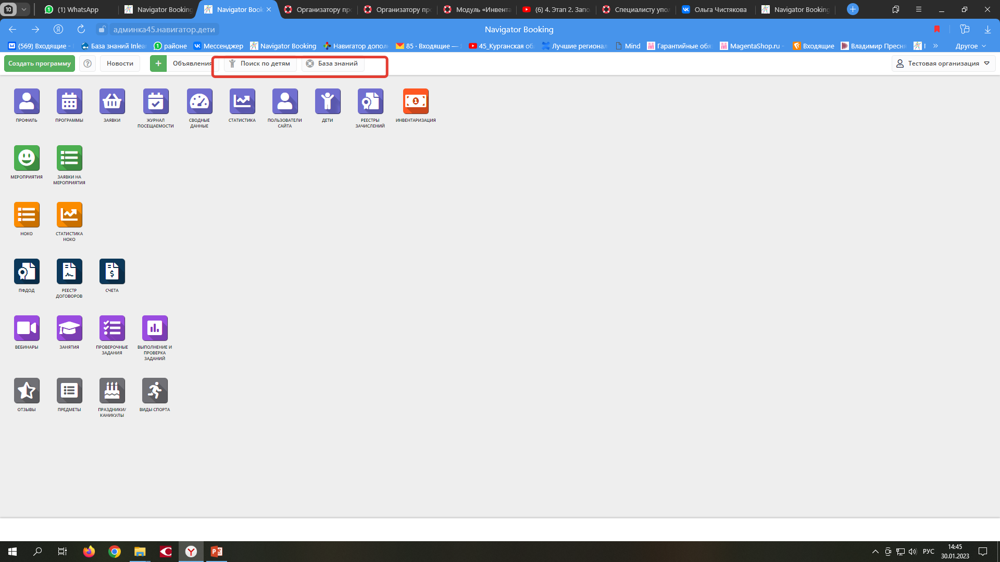 10
(1) WhatsApp
Navigator Booking
Navigator Book
Организатору пр
Организатору пр
Модуль «Инвента
(6) 4. Этап 2. Запо
Специалисту упол
Ольга Чистякова
Navigator Booking
админка45.навигатор.дети
Navigator Booking
(569) Входящие -
База знаний Inlear
районе
Мессенджер
Navigator Booking
Навигатор допол
85 · Входящие —
45_Курганская об
Лучшие регионал
Mind
Гарантийные обя
MagentaShop.ru -
Входящие
Владимир Пресня
Другое
Создать программу
Новости
Объявления
Поиск по детям
База знаний
Тестовая организация
ПРОФИЛЬ
ПРОГРАММЫ
ЗАЯВКИ
ЖУРНАЛ
ПОСЕЩАЕМОСТИ
СВОДНЫЕ
ДАННЫЕ
СТАТИСТИКА
ПОЛЬЗОВАТЕЛИ
САЙТА
ДЕТИ
РЕЕСТРЫ
ЗАЧИСЛЕНИЙ
ИНВЕНТАРИЗАЦИЯ
МЕРОПРИЯТИЯ
ЗАЯВКИ НА
МЕРОПРИЯТИЯ
НОКО
СТАТИСТИКА
НОКО
ПФДОД
РЕЕСТР
ДОГОВОРОВ
СЧЕТА
ВЕБИНАРЫ
ЗАНЯТИЯ
ПРОВЕРОЧНЫЕ
ЗАДАНИЯ
ВЫПОЛНЕНИЕ И
ПРОВЕРКА
ЗАДАНИЙ
ОТЗЫВЫ
ПРЕДМЕТЫ
ПРАЗДНИКИ/
КАНИКУЛЫ
ВИДЫ СПОРТА
РУС
14:45
30.01.2023